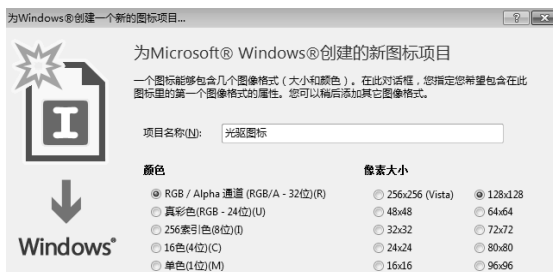 为Windows®创建一个新的图标项目...
为Microsoft® Windows®创建的新图标项目
一个图标能够包含几个图像格式（大小和颜色）。在此对话框，您指定您希望包含在此
图标里的第一个图像格式的属性。您可以稍后添加其它图像格式。
项目名称(N): 光驱图标
颜色 像素大小
RGB / Alpha 通道 (RGB/A - 32位)(R) 256x256 (Vista) 128x128
真彩色(RGB - 24位)(U) 48x48 64x64
256索引色(8位)(I) 32x32 72x72
16色(4位)(C) 24x24 80x80
单色(1位)(M) 16x16 96x96
I
Windows®